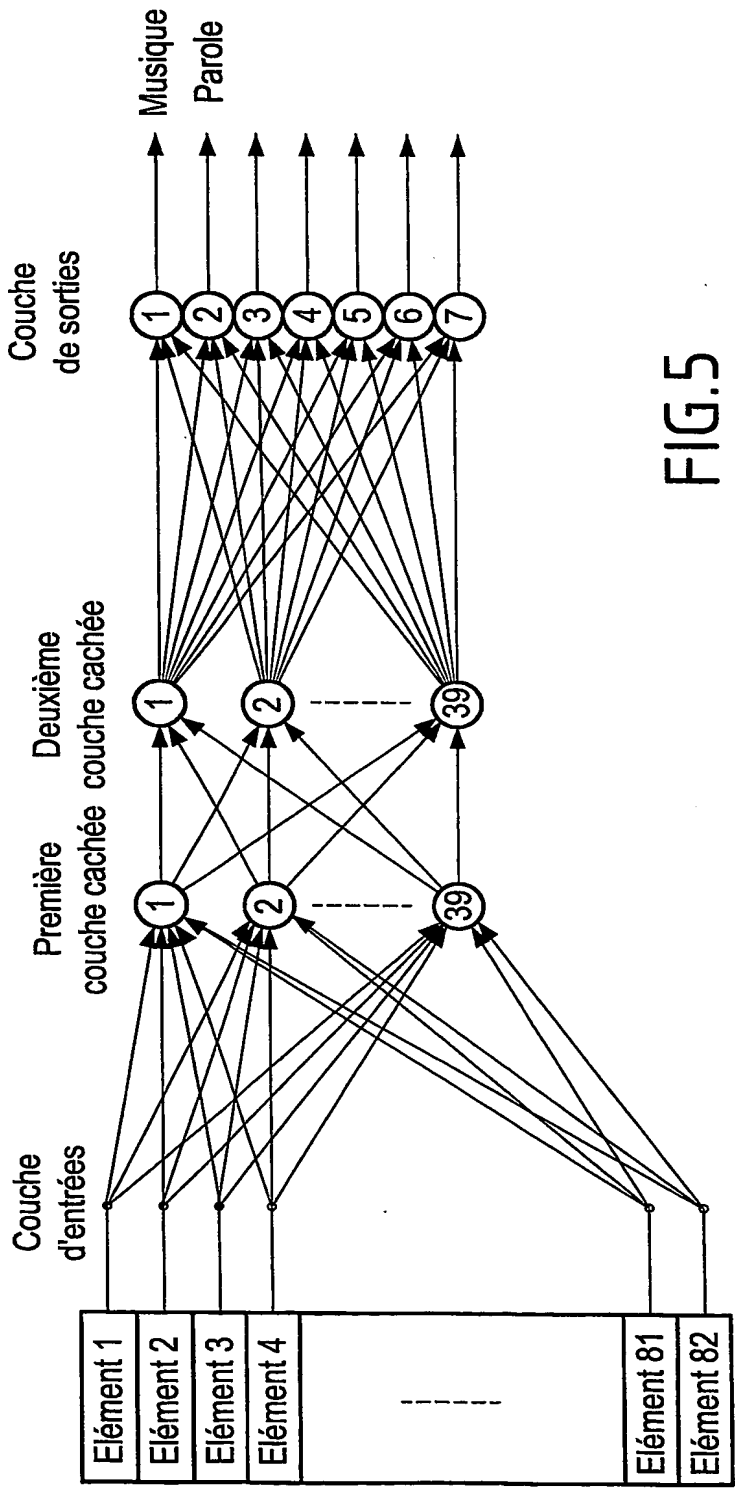 Couche
d'entrées
Première
couche cachée
Deuxième
couche cachée
Couche
de sorties
Elément 1
Elément 2
Elément 3
Elément 4
Elément 81
Elément 82
1
2
39
1
2
39
1
2
3
4
5
6
7
Musique
Parole
FIG.5